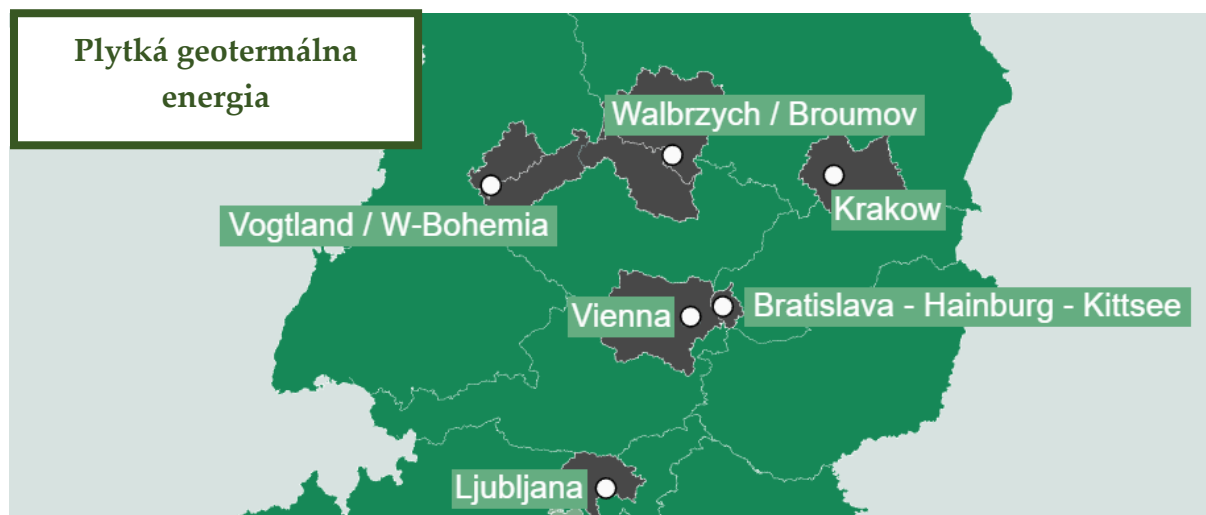 Plytká geotermálna
energia
Walbrzych / Broumov
Krakow
Vogtland / W-Bohemia
Vienna
Bratislava - Hainburg - Kittsee
Ljubljana